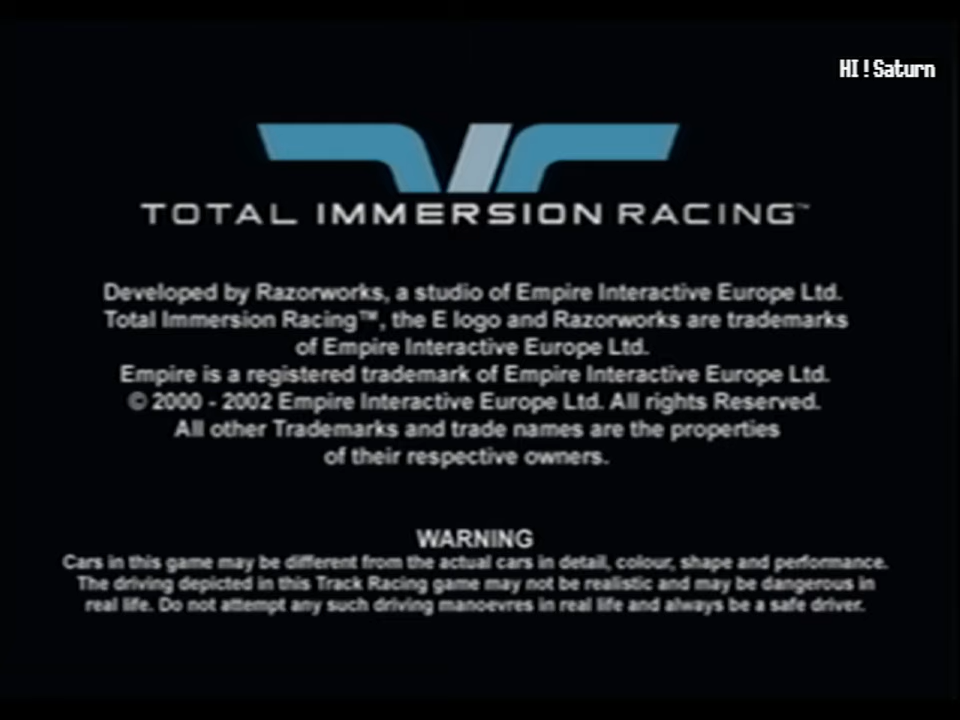 HI!Saturn
TOTAL IMMERSION RACING™
Developed by Razorworks, a studio of Empire Interactive Europe Ltd.
Total Immersion Racing™, the E logo and Razorworks are trademarks
of Empire Interactive Europe Ltd.
Empire is a registered trademark of Empire Interactive Europe Ltd.
© 2000 - 2002 Empire Interactive Europe Ltd. All rights Reserved.
All other Trademarks and trade names are the properties
of their respective owners.
WARNING
Cars in this game may be different from the actual cars in detail, colour, shape and performance.
The driving depicted in this Track Racing game may not be realistic and may be dangerous in
real life. Do not attempt any such driving manoevres in real life and always be a safe driver.